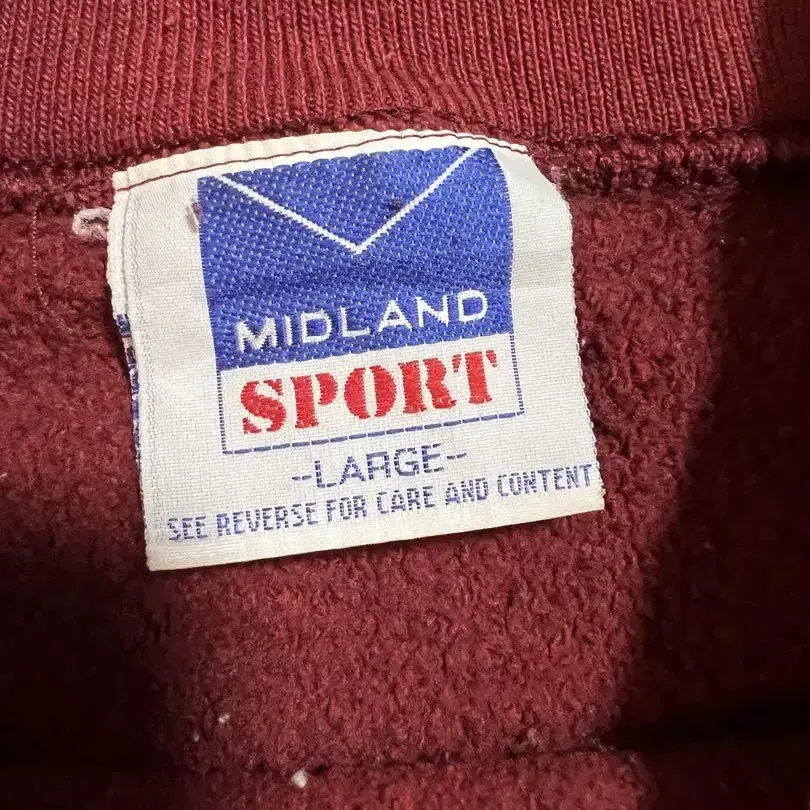 MIDLAND
SPORT
-LARGE-
SEE REVERSE FOR CARE AND CONTENT